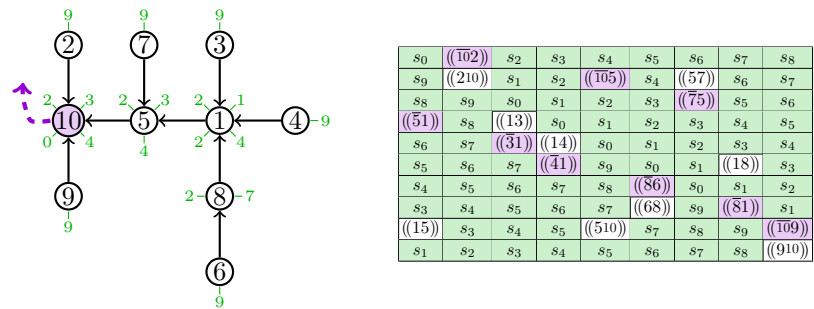 9 9 9
2 7 3
2 3 2 3 2 1
10 5 1 4 9
0 4 4 2 4
9 2 8 7
9
6
9
s₀ ((1̅0̅2)) s₂ s₃ s₄ s₅ s₆ s₇ s₈
s₉ ((210)) s₁ s₂ ((1̅0̅5)) s₄ ((57)) s₆ s₇
s₈ s₉ s₀ s₁ s₂ s₃ ((7̅5)) s₅ s₆
((5̅1)) s₈ ((13)) s₀ s₁ s₂ s₃ s₄ s₅
s₆ s₇ ((3̅1)) ((14)) s₀ s₁ s₂ s₃ s₄
s₅ s₆ s₇ ((4̅1)) s₉ s₀ s₁ ((18)) s₃
s₄ s₅ s₆ s₇ s₈ ((8̅6)) s₀ s₁ s₂
s₃ s₄ s₅ s₆ s₇ ((68)) s₉ ((8̅1)) s₁
((15)) s₃ s₄ s₅ ((510)) s₇ s₈ s₉ ((1̅0̅9))
s₁ s₂ s₃ s₄ s₅ s₆ s₇ s₈ ((910))